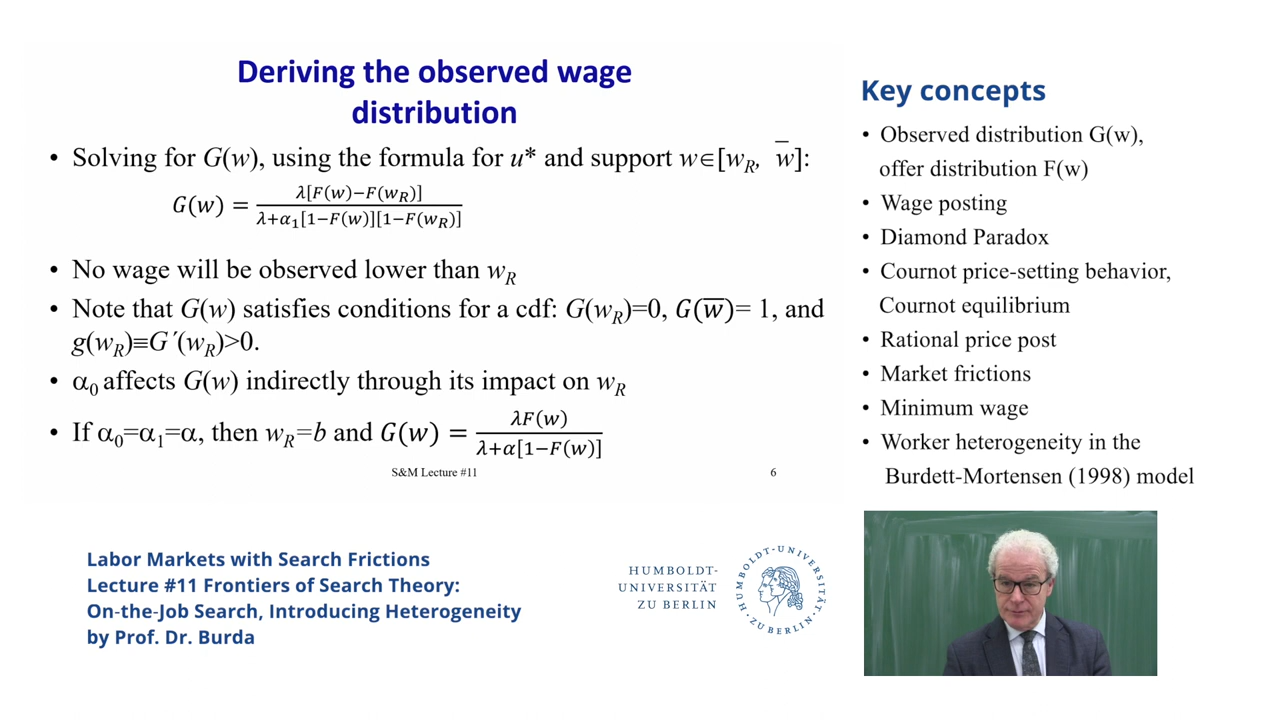 Deriving the observed wage
distribution
• Solving for G(w), using the formula for u* and support w∈[w_R, w̅]:
G(w) = λ[F(w)−F(w_R)] / λ+α₁[1−F(w)][1−F(w_R)]
• No wage will be observed lower than w_R
• Note that G(w) satisfies conditions for a cdf: G(w_R)=0, G(w̅)= 1, and
g(w_R)≡G´(w_R)>0.
• α₀ affects G(w) indirectly through its impact on w_R
• If α₀=α₁=α, then w_R=b and G(w) = λF(w) / λ+α[1−F(w)]
S&M Lecture #11
6
Key concepts
• Observed distribution G(w),
offer distribution F(w)
• Wage posting
• Diamond Paradox
• Cournot price-setting behavior,
Cournot equilibrium
• Rational price post
• Market frictions
• Minimum wage
• Worker heterogeneity in the
Burdett-Mortensen (1998) model
Labor Markets with Search Frictions
Lecture #11 Frontiers of Search Theory:
On-the-Job Search, Introducing Heterogeneity
by Prof. Dr. Burda
HUMBOLDT-
UNIVERSITÄT
ZU BERLIN
HUMBOLDT-UNIVERSITÄT
ZU BERLIN